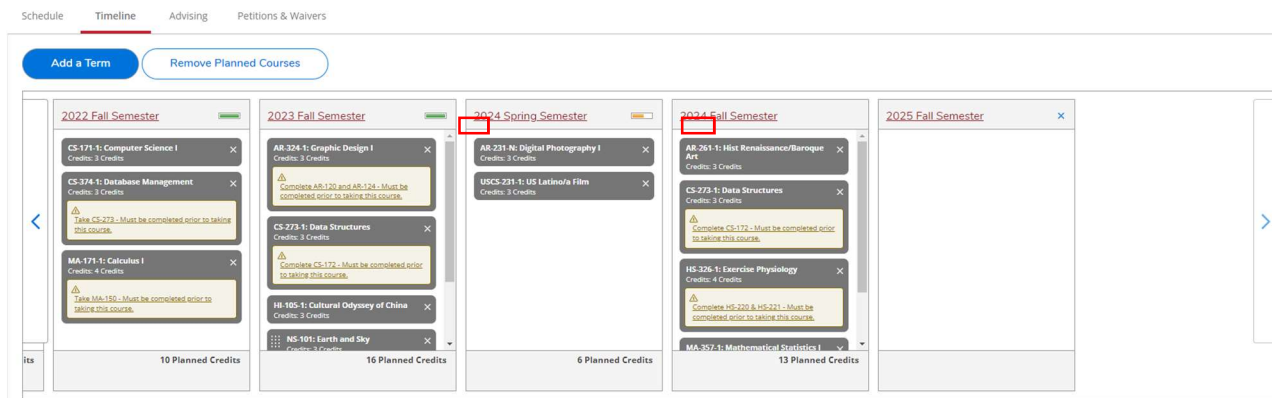 Schedule Timeline Advising Petitions & Waivers
Add a Term Remove Planned Courses
2022 Fall Semester
CS-171-1: Computer Science I
Credits: 3 Credits
CS-374-1: Database Management
Credits: 3 Credits
Take CS-273 - Must be completed prior to taking
this course.
MA-171-1: Calculus I
Credits: 4 Credits
Take MA-150 - Must be completed prior to
taking this course.
10 Planned Credits
2023 Fall Semester
AR-324-1: Graphic Design I
Credits: 3 Credits
Complete AR-120 and AR-124 - Must be
completed prior to taking this course.
CS-273-1: Data Structures
Credits: 3 Credits
Complete CS-172 - Must be completed prior
to taking this course.
HI-105-1: Cultural Odyssey of China
Credits: 3 Credits
NS-101: Earth and Sky
Credits: 3 Credits
16 Planned Credits
2024 Spring Semester
AR-231-N: Digital Photography I
Credits: 3 Credits
USCS-231-1: US Latino/a Film
Credits: 3 Credits
6 Planned Credits
2024 Fall Semester
AR-261-1: Hist Renaissance/Baroque
Art
Credits: 3 Credits
CS-273-1: Data Structures
Credits: 3 Credits
Complete CS-172 - Must be completed prior
to taking this course.
HS-326-1: Exercise Physiology
Credits: 4 Credits
Complete HS-220 & HS-221 - Must be
completed prior to taking this course.
MA-357-1: Mathematical Statistics I
13 Planned Credits
2025 Fall Semester
its